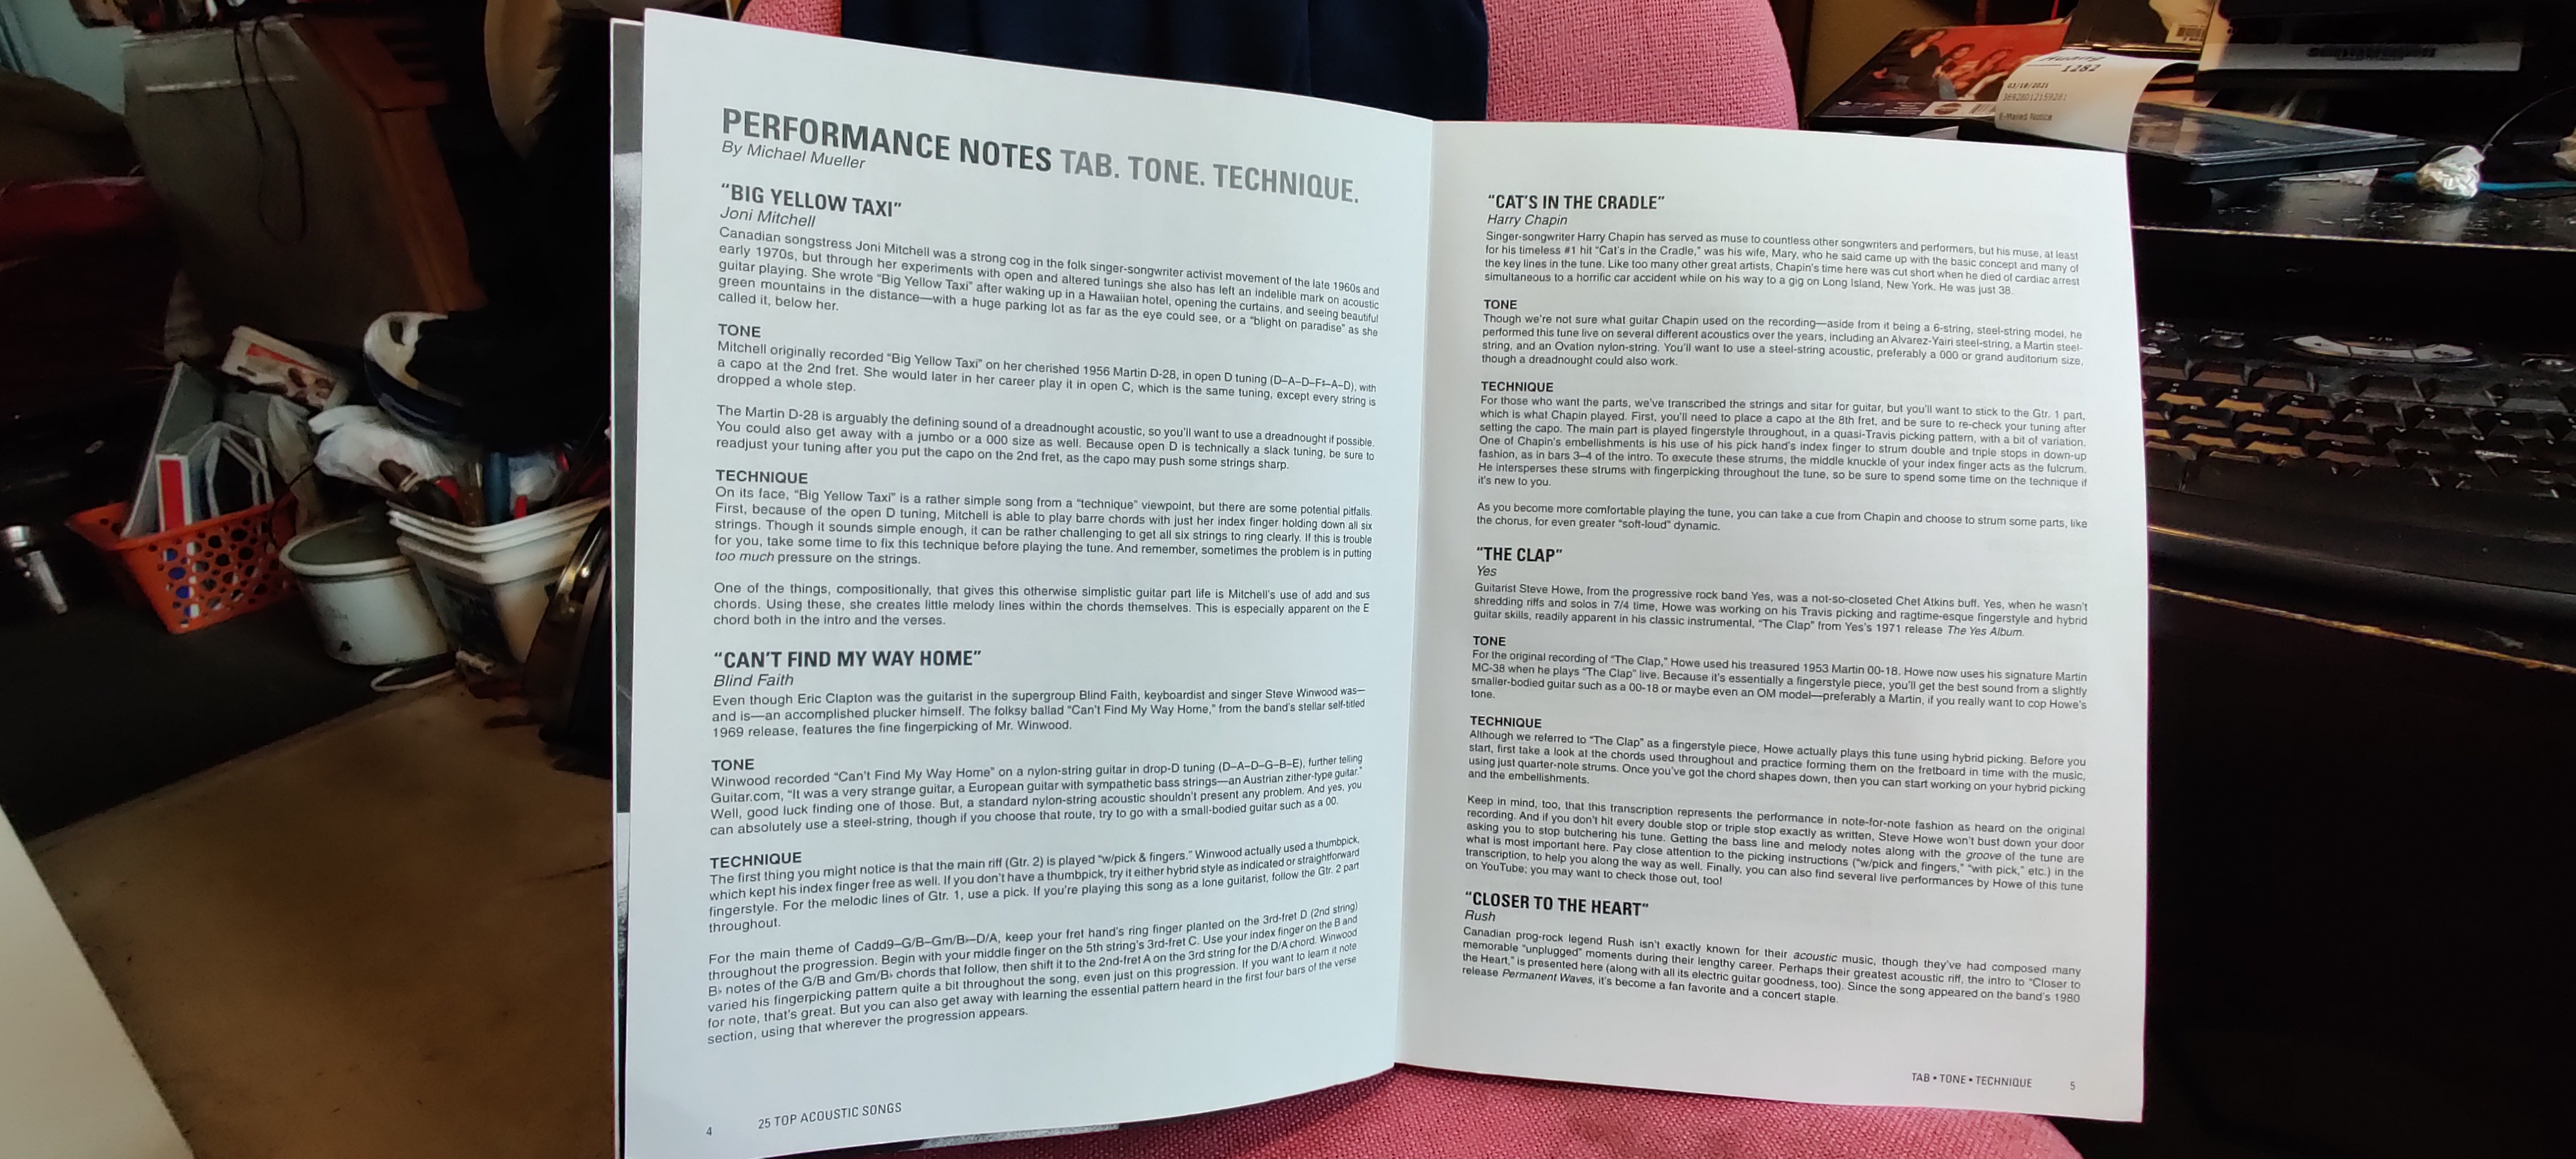 PERFORMANCE NOTES TAB. TONE. TECHNIQUE.
By Michael Mueller
“BIG YELLOW TAXI”
Joni Mitchell
Canadian songstress Joni Mitchell was a strong cog in the folk singer-songwriter activist movement of the late 1960s and
early 1970s, but through her experiments with open and altered tunings she also has left an indelible mark on acoustic
guitar playing. She wrote “Big Yellow Taxi” after waking up in a Hawaiian hotel, opening the curtains, and seeing beautiful
green mountains in the distance—with a huge parking lot as far as the eye could see, or a “blight on paradise” as she
called it, below her.
TONE
Mitchell originally recorded “Big Yellow Taxi” on her cherished 1956 Martin D-28, in open D tuning (D–A–D–F♯–A–D), with
a capo at the 2nd fret. She would later in her career play it in open C, which is the same tuning, except every string is
dropped a whole step.
The Martin D-28 is arguably the defining sound of a dreadnought acoustic, so you’ll want to use a dreadnought if possible.
You could also get away with a jumbo or a 000 size as well. Because open D is technically a slack tuning, be sure to
readjust your tuning after you put the capo on the 2nd fret, as the capo may push some strings sharp.
TECHNIQUE
On its face, “Big Yellow Taxi” is a rather simple song from a “technique” viewpoint, but there are some potential pitfalls.
First, because of the open D tuning, Mitchell is able to play barre chords with just her index finger holding down all six
strings. Though it sounds simple enough, it can be rather challenging to get all six strings to ring clearly. If this is trouble
for you, take some time to fix this technique before playing the tune. And remember, sometimes the problem is in putting
too much pressure on the strings.
One of the things, compositionally, that gives this otherwise simplistic guitar part life is Mitchell’s use of add and sus
chords. Using these, she creates little melody lines within the chords themselves. This is especially apparent on the E
chord both in the intro and the verses.
“CAN’T FIND MY WAY HOME”
Blind Faith
Even though Eric Clapton was the guitarist in the supergroup Blind Faith, keyboardist and singer Steve Winwood was—
and is—an accomplished plucker himself. The folksy ballad “Can’t Find My Way Home,” from the band’s stellar self-titled
1969 release, features the fine fingerpicking of Mr. Winwood.
TONE
Winwood recorded “Can’t Find My Way Home” on a nylon-string guitar in drop-D tuning (D–A–D–G–B–E), further telling
Guitar.com, “It was a very strange guitar, a European guitar with sympathetic bass strings—an Austrian zither-type guitar.”
Well, good luck finding one of those. But, a standard nylon-string acoustic shouldn’t present any problem. And yes, you
can absolutely use a steel-string, though if you choose that route, try to go with a small-bodied guitar such as a 00.
TECHNIQUE
The first thing you might notice is that the main riff (Gtr. 2) is played “w/pick & fingers.” Winwood actually used a thumbpick,
which kept his index finger free as well. If you don’t have a thumbpick, try it either hybrid style as indicated or straightforward
fingerstyle. For the melodic lines of Gtr. 1, use a pick. If you’re playing this song as a lone guitarist, follow the Gtr. 2 part
throughout.
For the main theme of Cadd9–G/B–Gm/B♭–D/A, keep your fret hand’s ring finger planted on the 3rd-fret D (2nd string)
throughout the progression. Begin with your middle finger on the 5th string’s 3rd-fret C. Use your index finger on the B and
B♭ notes of the G/B and Gm/B♭ chords that follow, then shift it to the 2nd-fret A on the 3rd string for the D/A chord. Winwood
varied his fingerpicking pattern quite a bit throughout the song, even just on this progression. If you want to learn it note
for note, that’s great. But you can also get away with learning the essential pattern heard in the first four bars of the verse
section, using that wherever the progression appears.
4 25 TOP ACOUSTIC SONGS
“CAT’S IN THE CRADLE”
Harry Chapin
Singer-songwriter Harry Chapin has served as muse to countless other songwriters and performers, but his muse, at least
for his timeless #1 hit “Cat’s in the Cradle,” was his wife, Mary, who he said came up with the basic concept and many of
the key lines in the tune. Like too many other great artists, Chapin’s time here was cut short when he died of cardiac arrest
simultaneous to a horrific car accident while on his way to a gig on Long Island, New York. He was just 38.
TONE
Though we’re not sure what guitar Chapin used on the recording—aside from it being a 6-string, steel-string model, he
performed this tune live on several different acoustics over the years, including an Alvarez-Yairi steel-string, a Martin steel-
string, and an Ovation nylon-string. You’ll want to use a steel-string acoustic, preferably a 000 or grand auditorium size,
though a dreadnought could also work.
TECHNIQUE
For those who want the parts, we’ve transcribed the strings and sitar for guitar, but you’ll want to stick to the Gtr. 1 part,
which is what Chapin played. First, you’ll need to place a capo at the 8th fret, and be sure to re-check your tuning after
setting the capo. The main part is played fingerstyle throughout, in a quasi-Travis picking pattern, with a bit of variation.
One of Chapin’s embellishments is his use of his pick hand’s index finger to strum double and triple stops in down-up
fashion, as in bars 3–4 of the intro. To execute these strums, the middle knuckle of your index finger acts as the fulcrum.
He intersperses these strums with fingerpicking throughout the tune, so be sure to spend some time on the technique if
it’s new to you.
As you become more comfortable playing the tune, you can take a cue from Chapin and choose to strum some parts, like
the chorus, for even greater “soft-loud” dynamic.
“THE CLAP”
Yes
Guitarist Steve Howe, from the progressive rock band Yes, was a not-so-closeted Chet Atkins buff. Yes, when he wasn’t
shredding riffs and solos in 7/4 time, Howe was working on his Travis picking and ragtime-esque fingerstyle and hybrid
guitar skills, readily apparent in his classic instrumental, “The Clap” from Yes’s 1971 release The Yes Album.
TONE
For the original recording of “The Clap,” Howe used his treasured 1953 Martin 00-18. Howe now uses his signature Martin
MC-38 when he plays “The Clap” live. Because it’s essentially a fingerstyle piece, you’ll get the best sound from a slightly
smaller-bodied guitar such as a 00-18 or maybe even an OM model—preferably a Martin, if you really want to cop Howe’s
tone.
TECHNIQUE
Although we referred to “The Clap” as a fingerstyle piece, Howe actually plays this tune using hybrid picking. Before you
start, first take a look at the chords used throughout and practice forming them on the fretboard in time with the music,
using just quarter-note strums. Once you’ve got the chord shapes down, then you can start working on your hybrid picking
and the embellishments.
Keep in mind, too, that this transcription represents the performance in note-for-note fashion as heard on the original
recording. And if you don’t hit every double stop or triple stop exactly as written, Steve Howe won’t bust down your door
asking you to stop butchering his tune. Getting the bass line and melody notes along with the groove of the tune are
what is most important here. Pay close attention to the picking instructions (“w/pick and fingers,” “with pick,” etc.) in the
transcription, to help you along the way as well. Finally, you can also find several live performances by Howe of this tune
on YouTube; you may want to check those out, too!
“CLOSER TO THE HEART“
Rush
Canadian prog-rock legend Rush isn’t exactly known for their acoustic music, though they’ve had composed many
memorable “unplugged” moments during their lengthy career. Perhaps their greatest acoustic riff, the intro to “Closer to
the Heart,” is presented here (along with all its electric guitar goodness, too). Since the song appeared on the band’s 1980
release Permanent Waves, it’s become a fan favorite and a concert staple.
TAB • TONE • TECHNIQUE 5
1282
03/18/2021
E-Mailed Notice